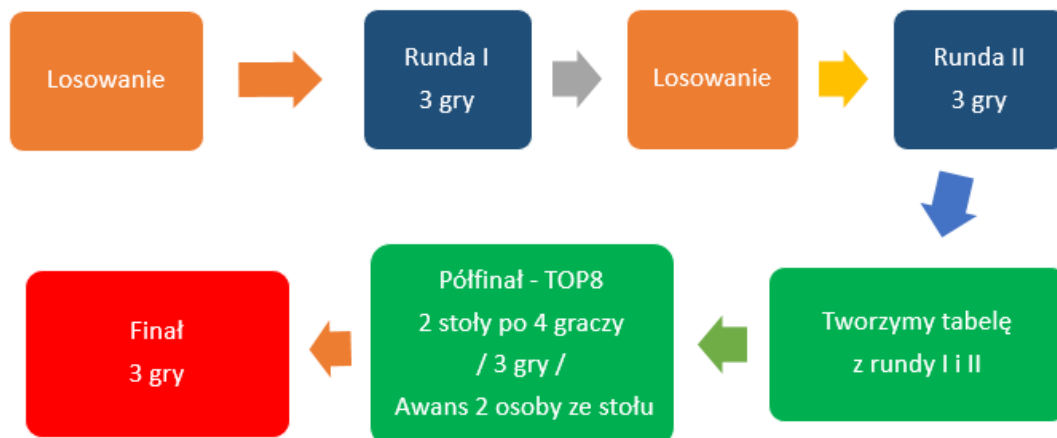 Losowanie
Runda I
3 gry
Losowanie
Runda II
3 gry
Tworzymy tabelę
z rundy I i II
Półfinał - TOP8
2 stoły po 4 graczy
/ 3 gry /
Awans 2 osoby ze stołu
Finał
3 gry